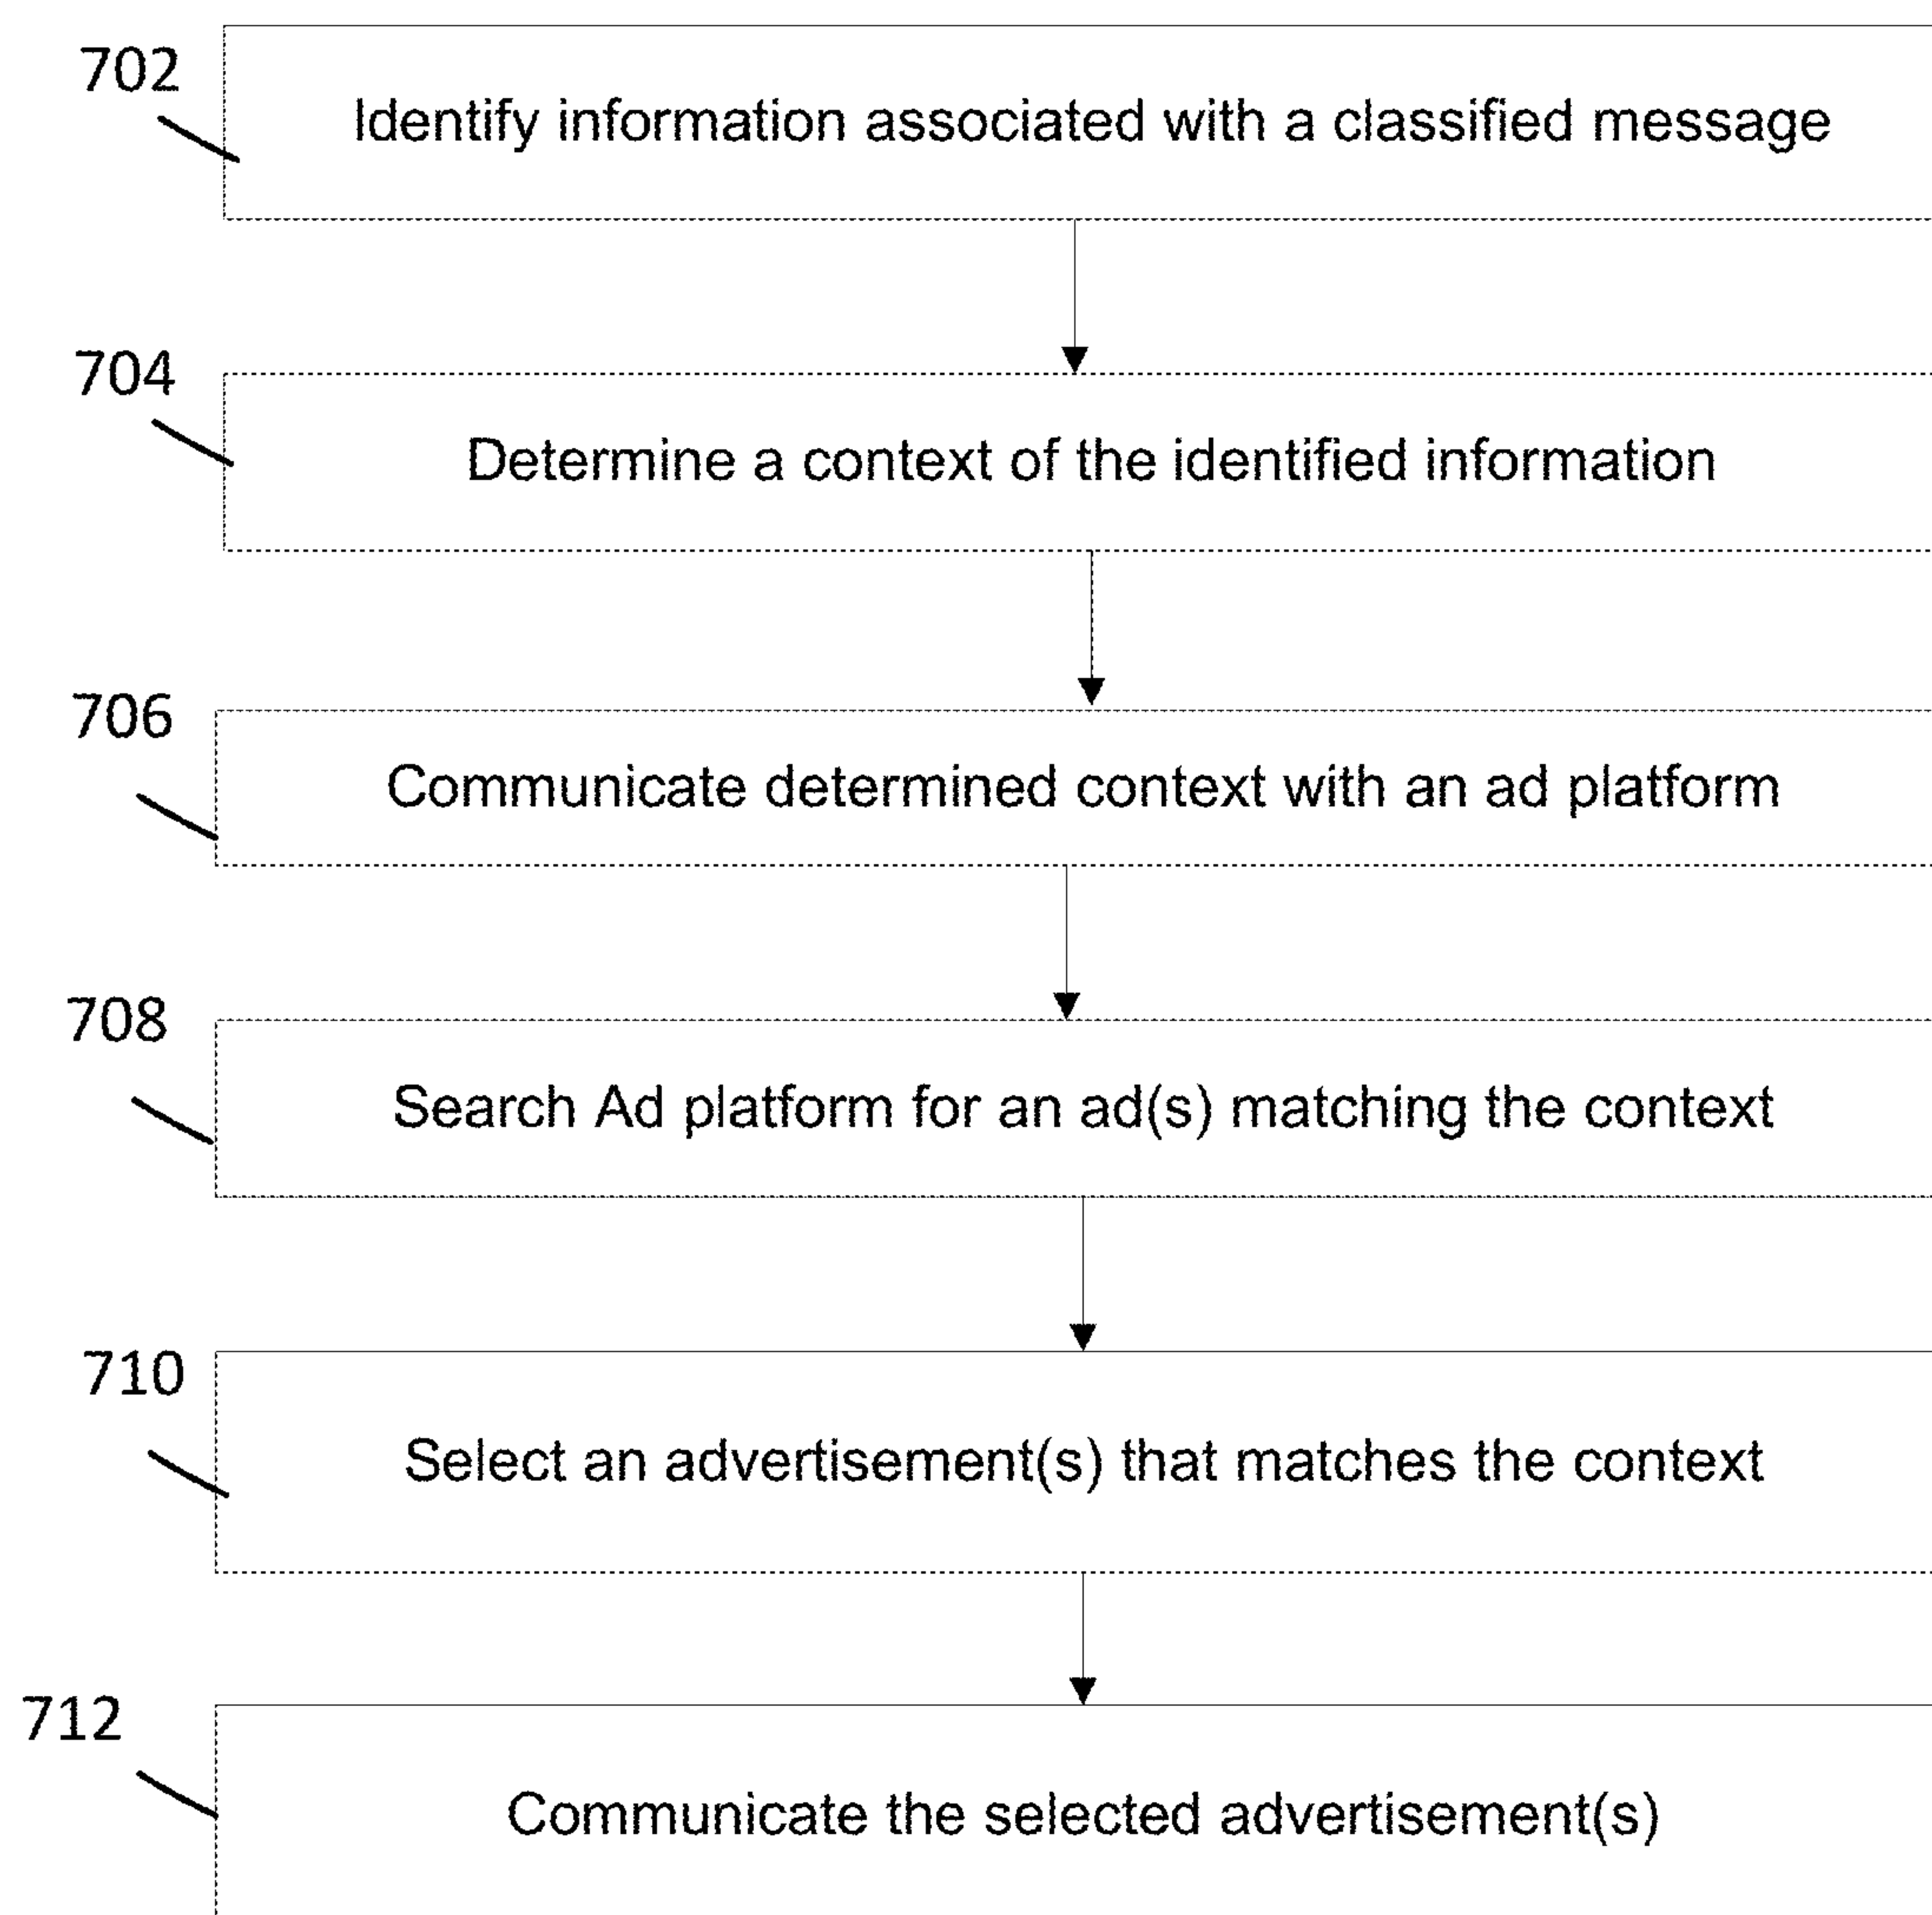 702
Identify information associated with a classified message
704
Determine a context of the identified information
706
Communicate determined context with an ad platform
708
Search Ad platform for an ad(s) matching the context
710
Select an advertisement(s) that matches the context
712
Communicate the selected advertisement(s)